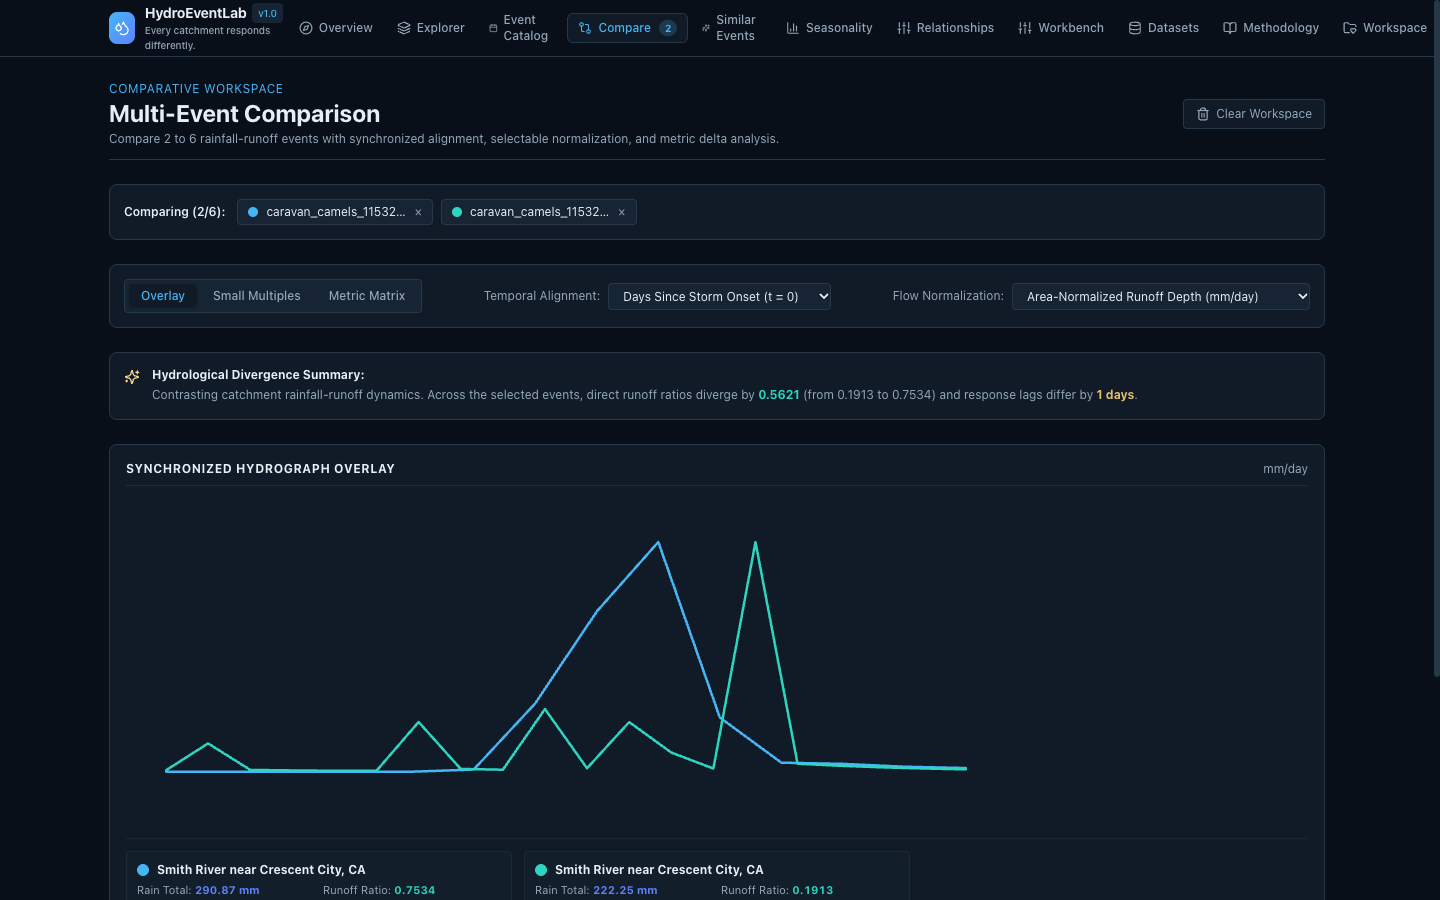 HydroEventLab v1.0
Every catchment responds
differently.
Overview
Explorer
Event
Catalog
Compare 2
Similar
Events
Seasonality
Relationships
Workbench
Datasets
Methodology
Workspace
COMPARATIVE WORKSPACE
Multi-Event Comparison
Compare 2 to 6 rainfall-runoff events with synchronized alignment, selectable normalization, and metric delta analysis.
Clear Workspace
Comparing (2/6): caravan_camels_11532... × caravan_camels_11532... ×
Overlay Small Multiples Metric Matrix Temporal Alignment: Days Since Storm Onset (t = 0) Flow Normalization: Area-Normalized Runoff Depth (mm/day)
Hydrological Divergence Summary:
Contrasting catchment rainfall-runoff dynamics. Across the selected events, direct runoff ratios diverge by 0.5621 (from 0.1913 to 0.7534) and response lags differ by 1 days.
SYNCHRONIZED HYDROGRAPH OVERLAY mm/day
Smith River near Crescent City, CA
Rain Total: 290.87 mm Runoff Ratio: 0.7534
Smith River near Crescent City, CA
Rain Total: 222.25 mm Runoff Ratio: 0.1913